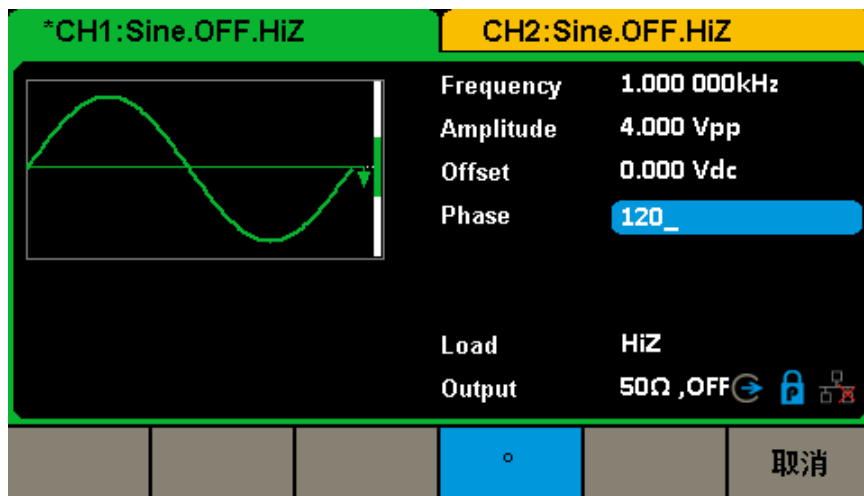 *CH1:Sine.OFF.HiZ CH2:Sine.OFF.HiZ
Frequency 1.000 000kHz
Amplitude 4.000 Vpp
Offset 0.000 Vdc
Phase 120_
Load HiZ
Output 50Ω ,OFF P
° 取消